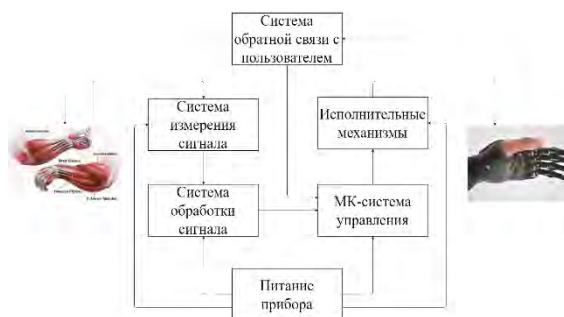 Система
обратной связи с
пользователем
Система
измерения
сигнала
Исполнительные
механизмы
Система
обработки
сигнала
МК-система
управления
Питание
прибора